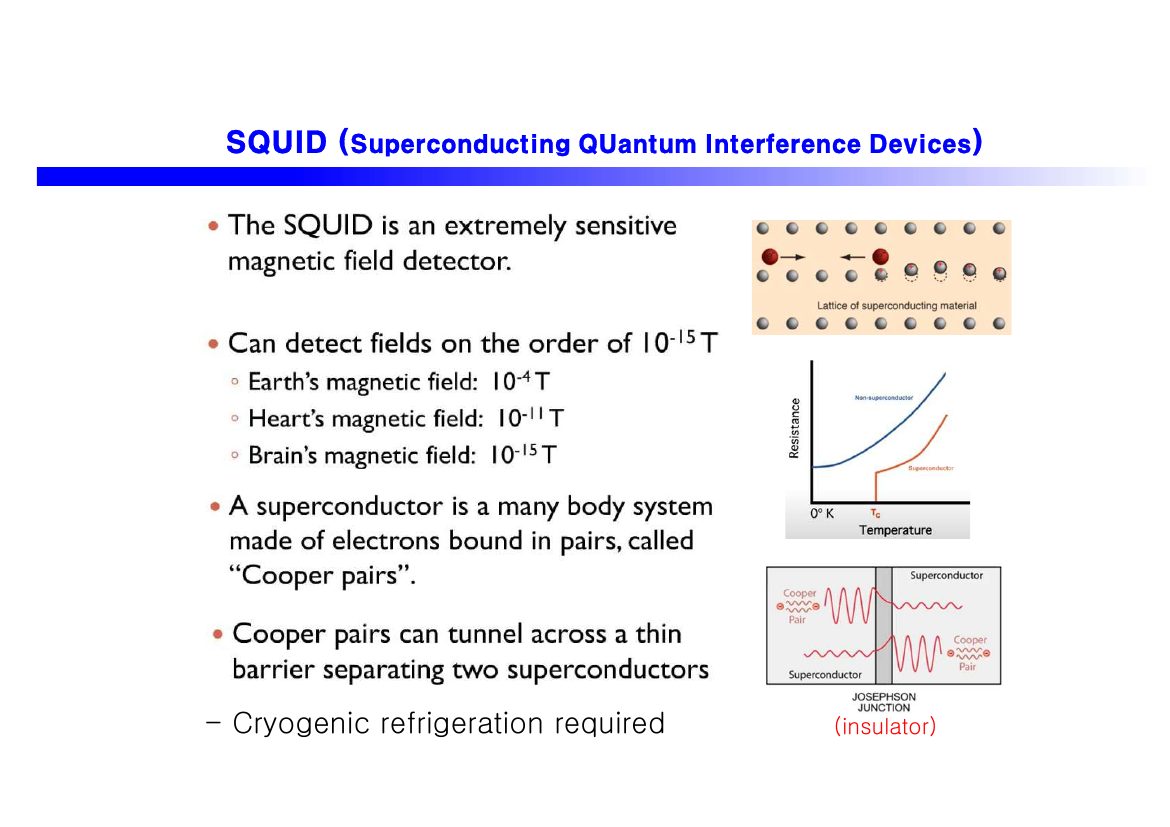 SQUID (Superconducting QUantum Interference Devices)
• The SQUID is an extremely sensitive
magnetic field detector.
• Can detect fields on the order of 10⁻¹⁵ T
◦ Earth's magnetic field: 10⁻⁴ T
◦ Heart's magnetic field: 10⁻¹¹ T
◦ Brain's magnetic field: 10⁻¹⁵ T
• A superconductor is a many body system
made of electrons bound in pairs, called
“Cooper pairs”.
• Cooper pairs can tunnel across a thin
barrier separating two superconductors
- Cryogenic refrigeration required
Lattice of superconducting material
Resistance
Non-superconductor
Superconductor
0° K
Tc
Temperature
Superconductor
Cooper
Pair
Cooper
Pair
Superconductor
JOSEPHSON
JUNCTION
(insulator)